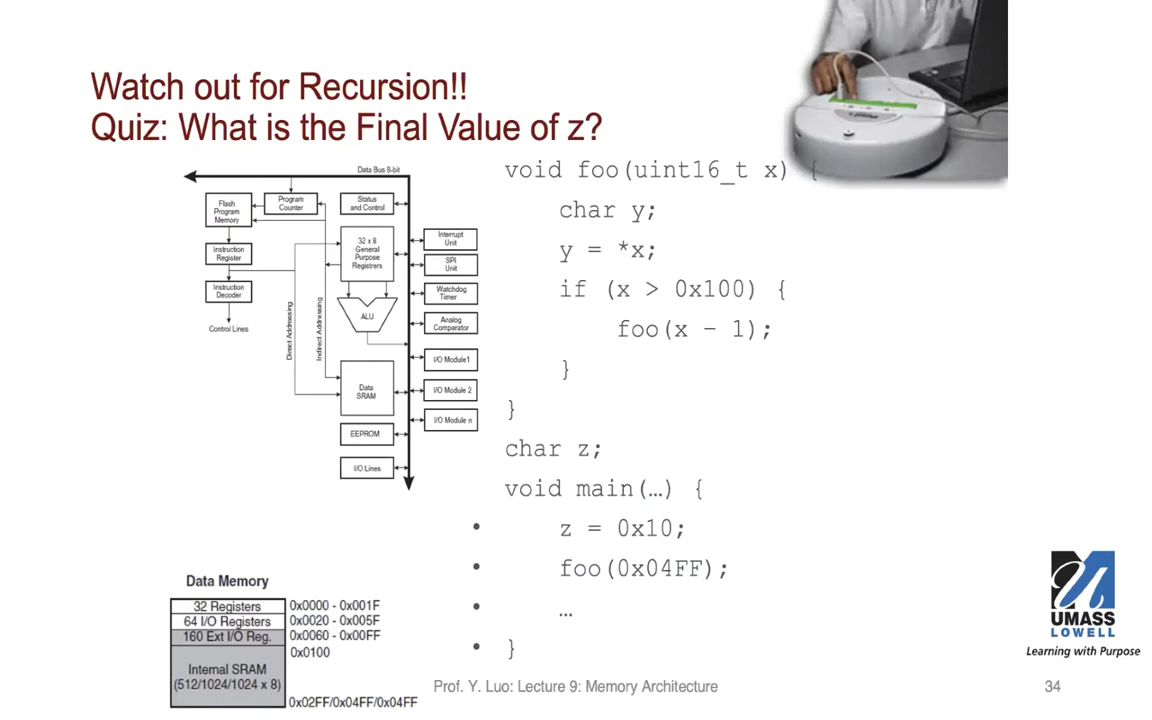 Watch out for Recursion!!
Quiz: What is the Final Value of z?
Data Bus 8-bit
Flash
Program
Memory
Program
Counter
Status
and Control
Instruction
Register
32 x 8
General
Purpose
Registrers
Interrupt
Unit
SPI
Unit
Instruction
Decoder
Watchdog
Timer
Control Lines
Direct Addressing
Indirect Addressing
ALU
Analog
Comparator
I/O Module1
Data
SRAM
I/O Module 2
I/O Module n
EEPROM
I/O Lines
void foo(uint16_t x) {
char y;
y = *x;
if (x > 0x100) {
foo(x – 1);
}
}
char z;
void main(…) {
• z = 0x10;
• foo(0x04FF);
• …
• }
Data Memory
32 Registers 0x0000 - 0x001F
64 I/O Registers 0x0020 - 0x005F
160 Ext I/O Reg. 0x0060 - 0x00FF
0x0100
Internal SRAM
(512/1024/1024 x 8)
0x02FF/0x04FF/0x04FF
UMASS
LOWELL
Learning with Purpose
Prof. Y. Luo: Lecture 9: Memory Architecture
34